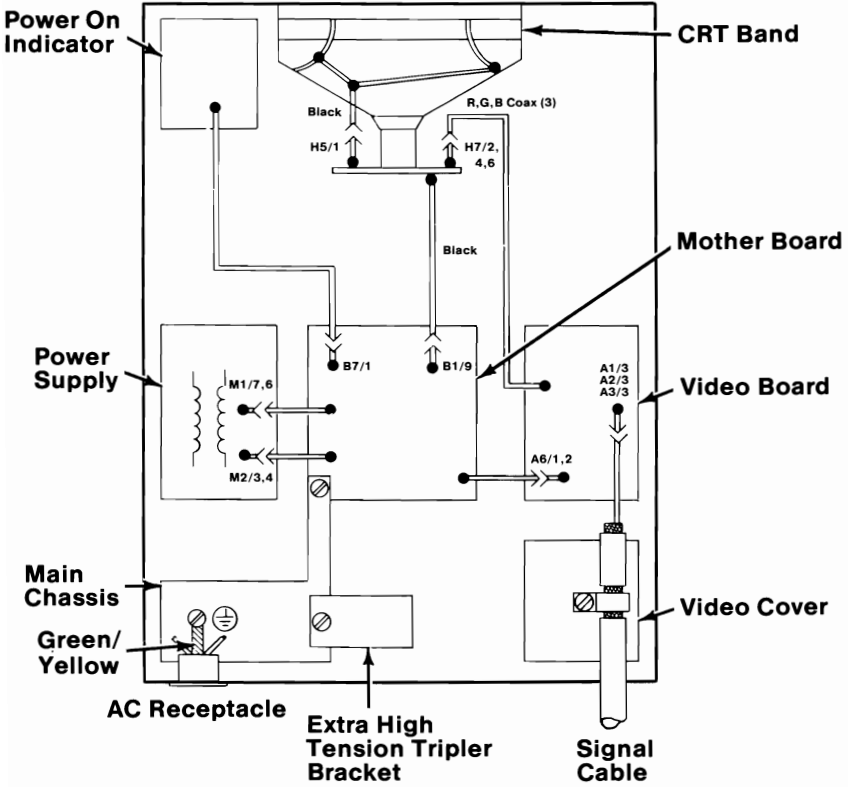 Power On
Indicator
CRT Band
R,G,B Coax (3)
Black
H5/1
H7/2,
4,6
Mother Board
Black
Power
Supply
B7/1
B1/9
A1/3
A2/3
A3/3
Video Board
M1/7,6
M2/3,4
A6/1,2
Main
Chassis
Video Cover
Green/
Yellow
AC Receptacle
Extra High
Tension Tripler
Bracket
Signal
Cable